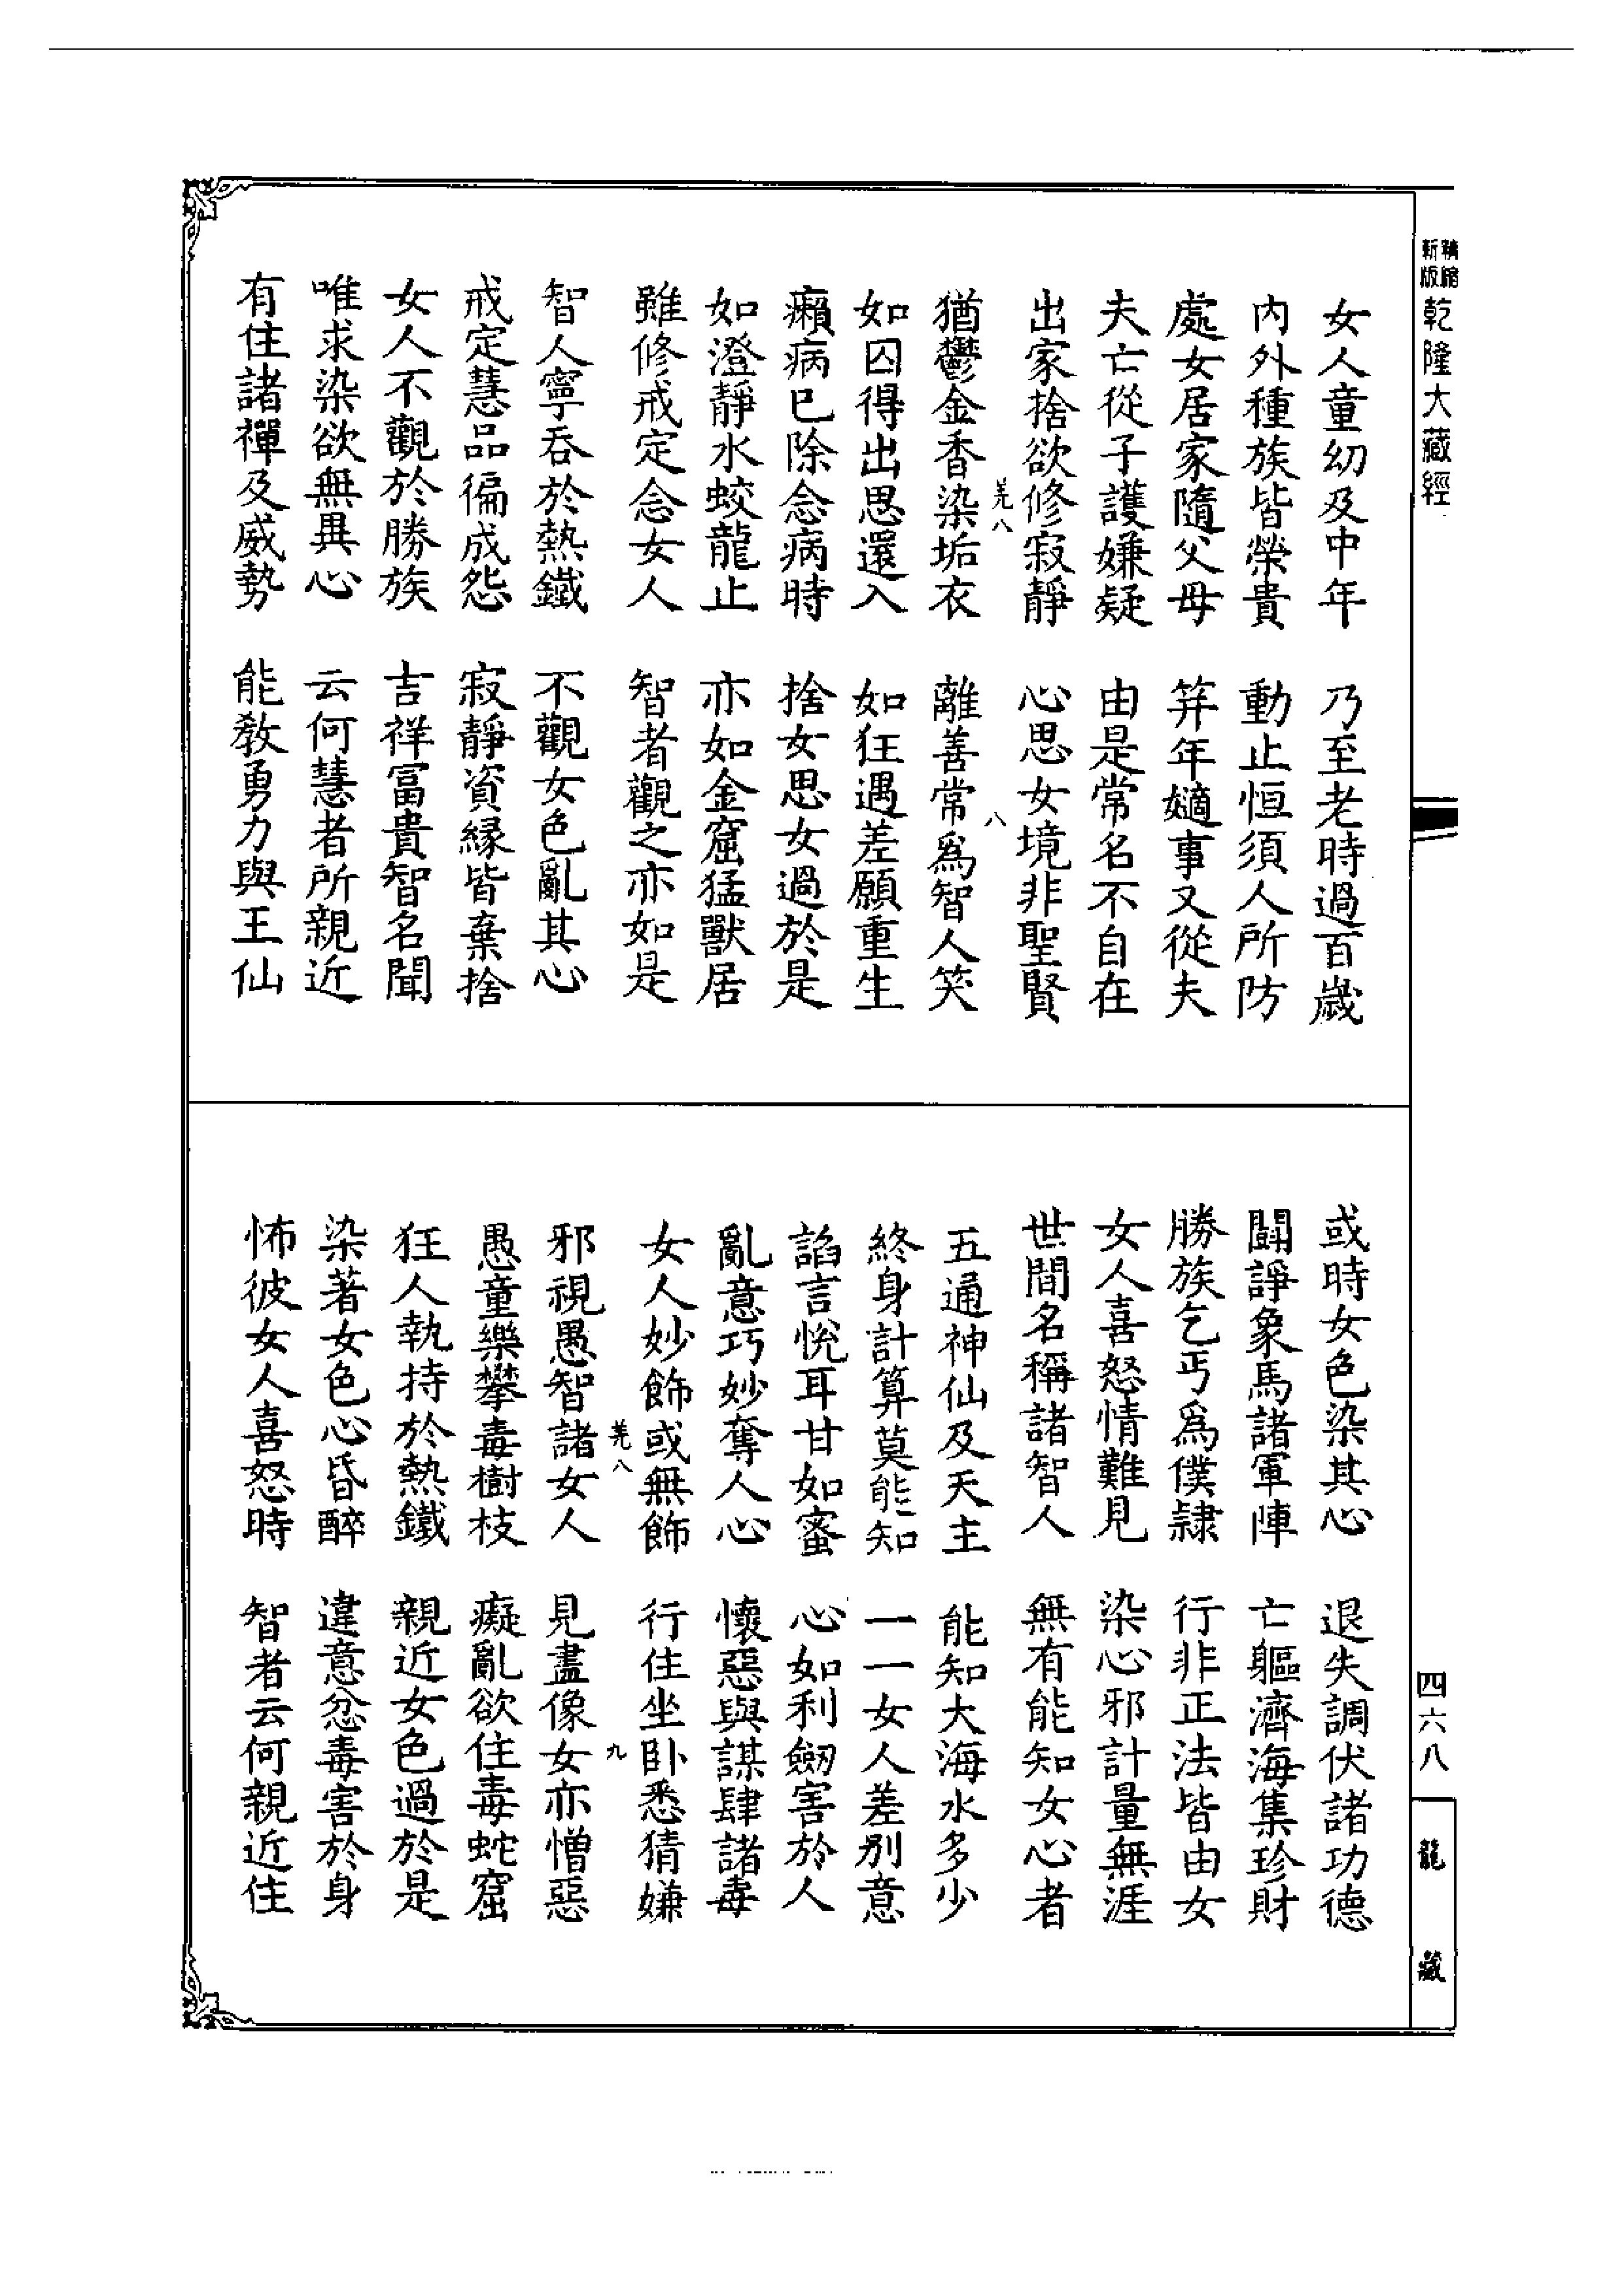 精縮新版乾隆大藏經
女人童幼及中年　乃至老時過百歲
內外種族皆榮貴　動止恒須人所防
處女居家隨父母　笄年嫡事又從夫
夫亡從子護嫌疑　由是常名不自在
出家捨欲修寂靜　心思女境非聖賢
羌八　八
猶鬱金香染垢衣　離善常爲智人笑
如囚得出思還入　如狂遇差願重生
癩病已除念病時　捨女思女過於是
如澄靜水蛟龍止　亦如金窟猛獸居
雖修戒定念女人　智者觀之亦如是
智人寧吞於熱鐵　不觀女色亂其心
戒定慧品徧成怨　寂靜資緣皆棄捨
女人不觀於勝族　吉祥富貴智名聞
唯求染欲無異心　云何慧者所親近
有住諸禪及威勢　能敎勇力與王仙
或時女色染其心　退失調伏諸功德
鬪諍象馬諸軍陣　亡軀濟海集珍財
勝族乞丐爲僕隸　行非正法皆由女
女人喜怒情難見　染心邪計量無涯
世間名稱諸智人　無有能知女心者
五通神仙及天主　能知大海水多少
終身計算莫能知　一一女人差別意
諂言悅耳甘如蜜　心如利劒害於人
亂意巧妙奪人心　懷惡與謀肆諸毒
女人妙飾或無飾　行住坐卧悉猜嫌
羌八　九
邪視愚智諸女人　見畫像女亦憎惡
愚童樂攀毒樹枝　癡亂欲住毒蛇窟
狂人執持於熱鐵　親近女色過於是
染著女色心昏醉　違意忿毒害於身
怖彼女人喜怒時　智者云何親近住
四六八
龍藏